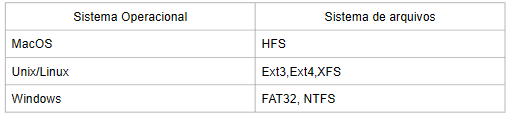 Sistema Operacional Sistema de arquivos
MacOS HFS
Unix/Linux Ext3,Ext4,XFS
Windows FAT32, NTFS